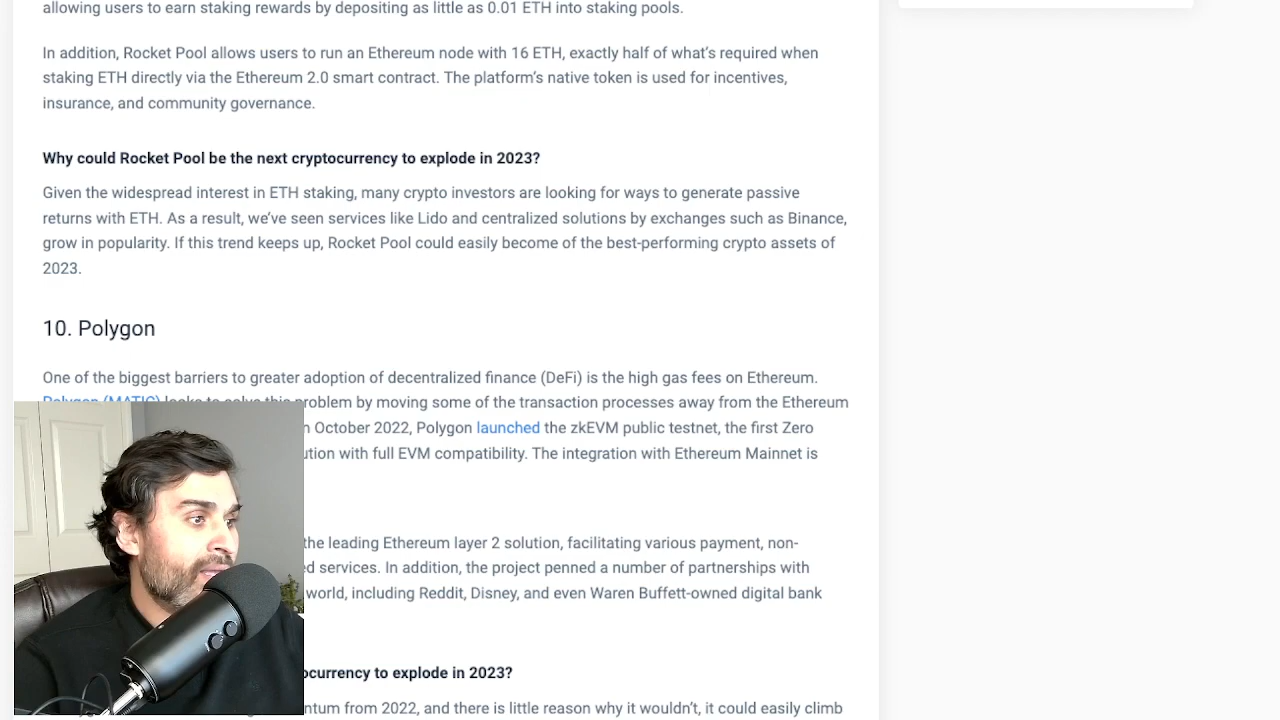 allowing users to earn staking rewards by depositing as little as 0.01 ETH into staking pools.
In addition, Rocket Pool allows users to run an Ethereum node with 16 ETH, exactly half of what's required when
staking ETH directly via the Ethereum 2.0 smart contract. The platform's native token is used for incentives,
insurance, and community governance.
Why could Rocket Pool be the next cryptocurrency to explode in 2023?
Given the widespread interest in ETH staking, many crypto investors are looking for ways to generate passive
returns with ETH. As a result, we've seen services like Lido and centralized solutions by exchanges such as Binance,
grow in popularity. If this trend keeps up, Rocket Pool could easily become of the best-performing crypto assets of
2023.
10. Polygon
One of the biggest barriers to greater adoption of decentralized finance (DeFi) is the high gas fees on Ethereum.
Polygon (MATIC) looks to solve this problem by moving some of the transaction processes away from the Ethereum
October 2022, Polygon launched the zkEVM public testnet, the first Zero
with full EVM compatibility. The integration with Ethereum Mainnet is
the leading Ethereum layer 2 solution, facilitating various payment, non-
services. In addition, the project penned a number of partnerships with
world, including Reddit, Disney, and even Waren Buffett-owned digital bank
to explode in 2023?
from 2022, and there is little reason why it wouldn't, it could easily climb